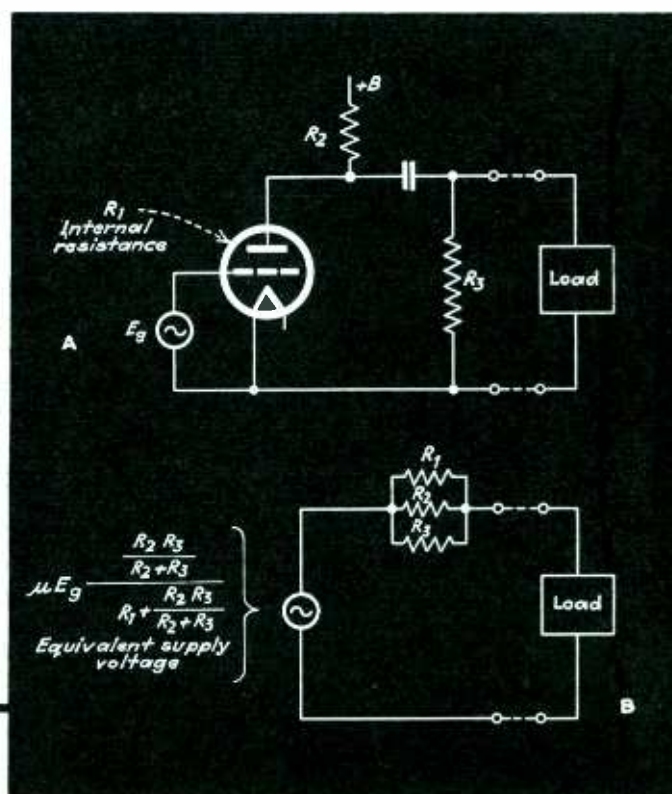 +B
R2
R1
Internal
resistance
R3
Load
Eg
A
R1
R2
R3
R2 R3
R2+R3
μEg
R1+ R2 R3
R2+R3
Equivalent supply
voltage
Load
B